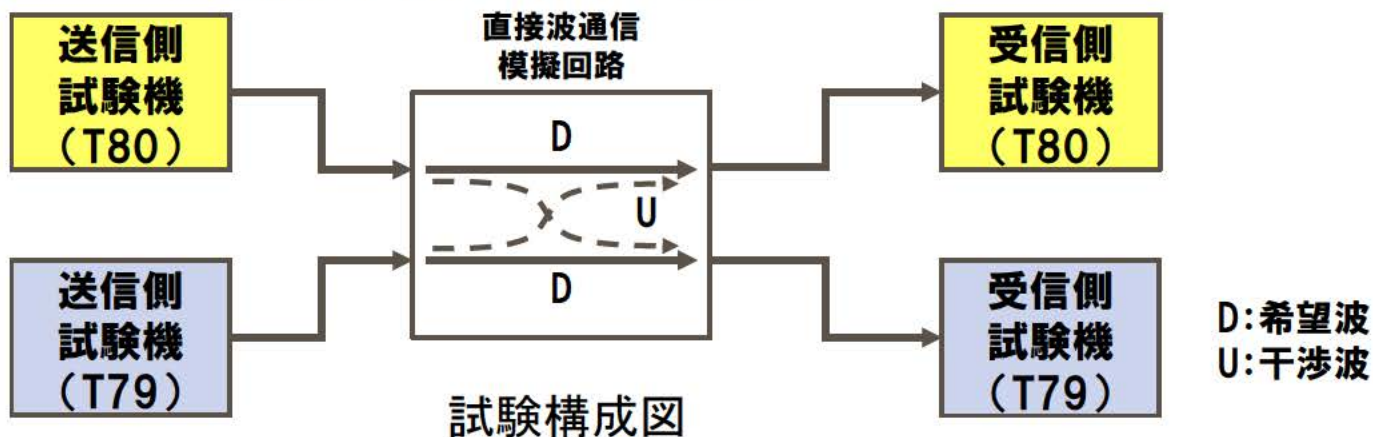 送信側
試験機
（T80）
直接波通信
模擬回路
受信側
試験機
（T80）
D
U
D
送信側
試験機
（T79）
受信側
試験機
（T79）
D:希望波
U:干渉波
試験構成図